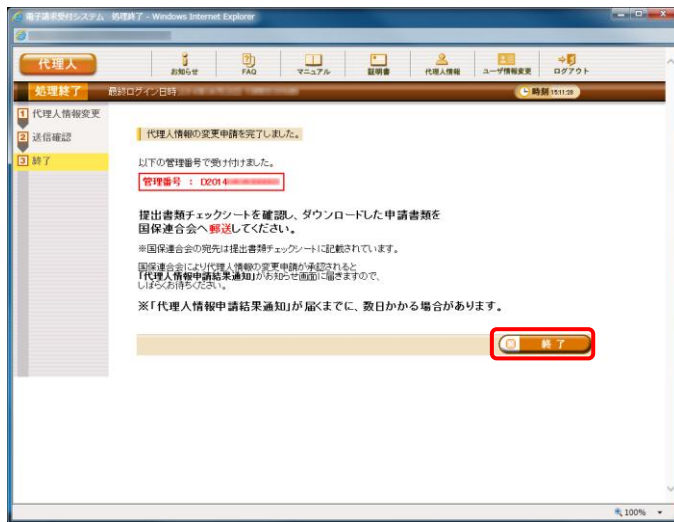 電子請求受付システム 処理終了 - Windows Internet Explorer
代理人
お知らせ
FAQ
マニュアル
証明書
代理人情報
ユーザ情報変更
ログアウト
処理終了
最終ログイン日時
時刻 15:11:28
1 代理人情報変更
2 送信確認
3 終了
代理人情報の変更申請を完了しました。
以下の管理番号で受け付けました。
管理番号 : D2014
提出書類チェックシートを確認し、ダウンロードした申請書類を
国保連合会へ郵送してください。
※国保連合会の宛先は提出書類チェックシートに記載されています。
国保連合会により代理人情報の変更申請が承認されると
「代理人情報申請結果通知」がお知らせ画面に届きますので、
しばらくお待ちください。
※「代理人情報申請結果通知」が届くまでに、数日かかる場合があります。
終了
100%